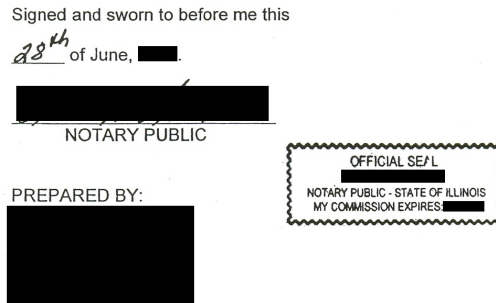 Signed and sworn to before me this
28th of June, .
NOTARY PUBLIC
OFFICIAL SEAL
NOTARY PUBLIC - STATE OF ILLINOIS
MY COMMISSION EXPIRES:
PREPARED BY: